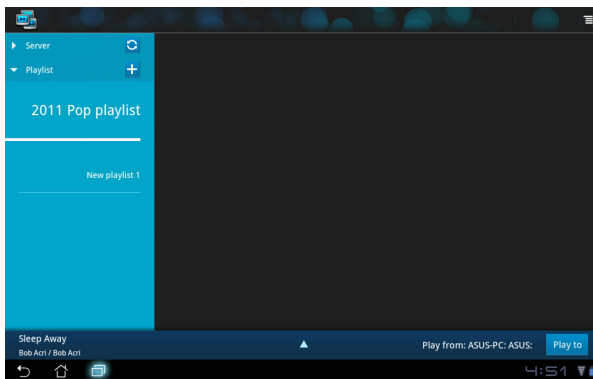 Server
Playlist
2011 Pop playlist
New playlist 1
Sleep Away
Bob Acri / Bob Acri
Play from: ASUS-PC: ASUS:
Play to
4:51